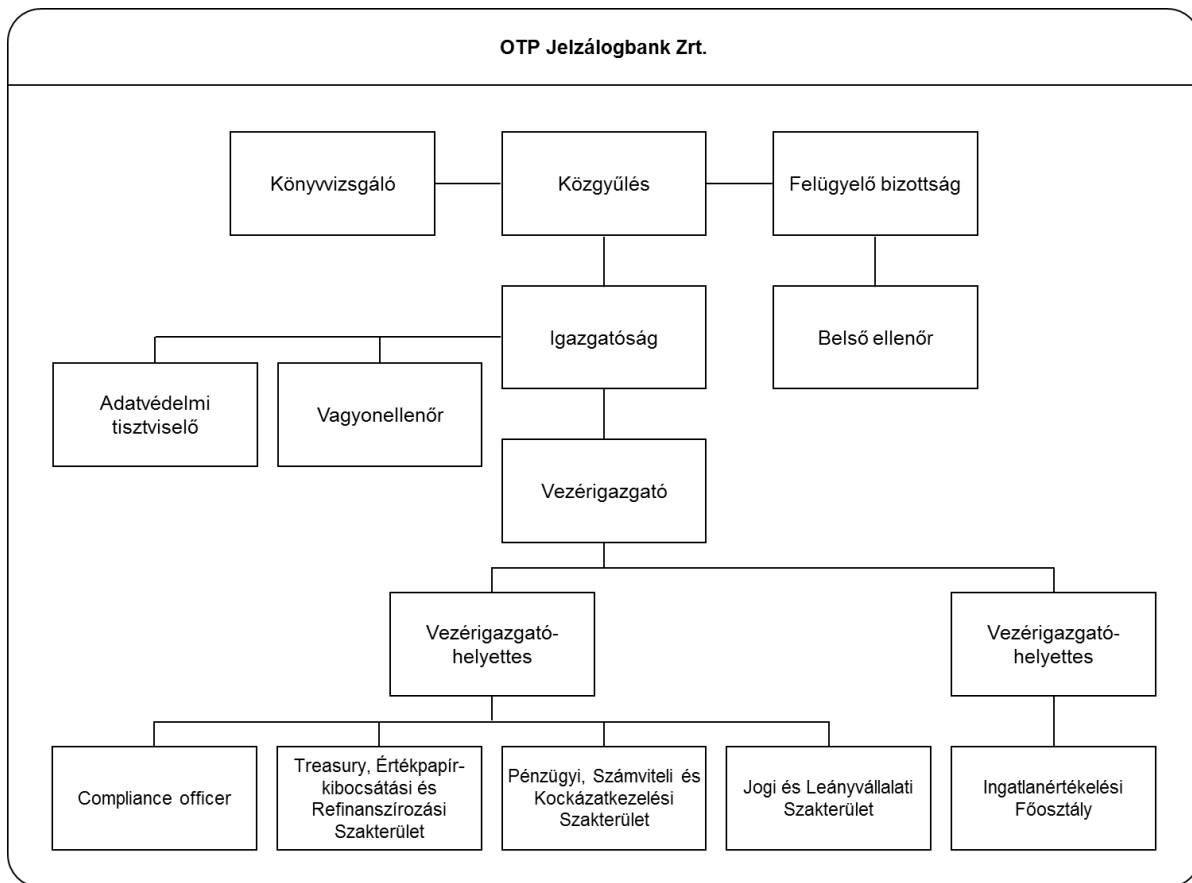 OTP Jelzálogbank Zrt.
Könyvvizsgáló
Közgyűlés
Felügyelő bizottság
Igazgatóság
Belső ellenőr
Adatvédelmi
tisztviselő
Vagyonellenőr
Vezérigazgató
Vezérigazgató-
helyettes
Vezérigazgató-
helyettes
Compliance officer
Treasury, Értékpapír-
kibocsátási és
Refinanszírozási
Szakterület
Pénzügyi, Számviteli és
Kockázatkezelési
Szakterület
Jogi és Leányvállalati
Szakterület
Ingatlanértékelési
Főosztály